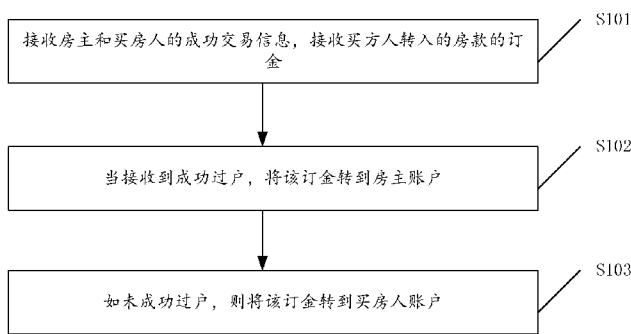 S101
接收房主和买房人的成功交易信息，接收买方人转入的房款的订
金
S102
当接收到成功过户，将该订金转到房主账户
S103
如未成功过户，则将该订金转到买房人账户